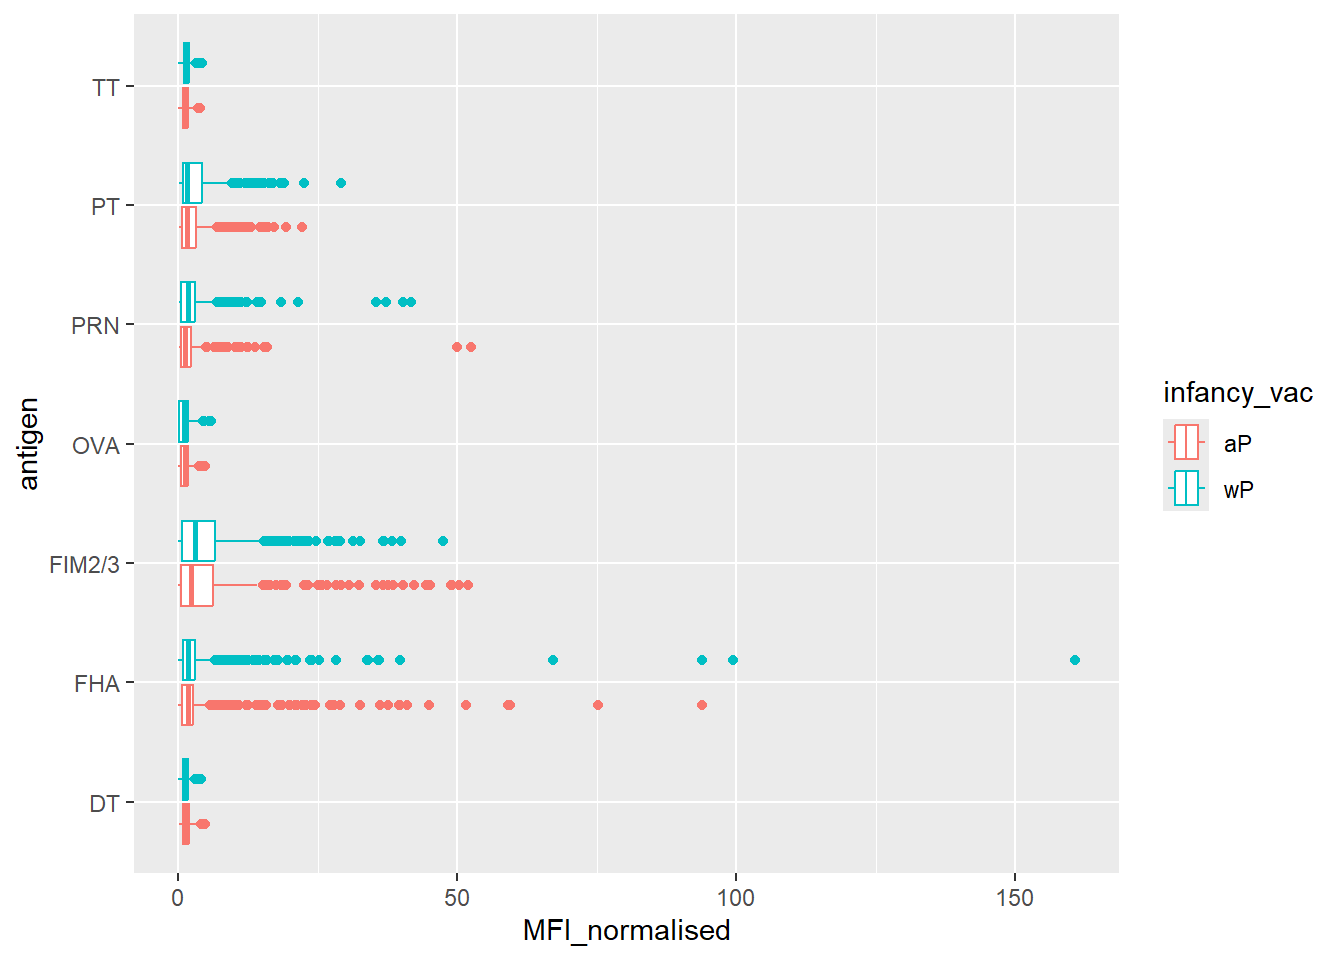 TT
PT
PRN
OVA
FIM2/3
FHA
DT
antigen
0 50 100 150
MFI_normalised
infancy_vac
aP
wP